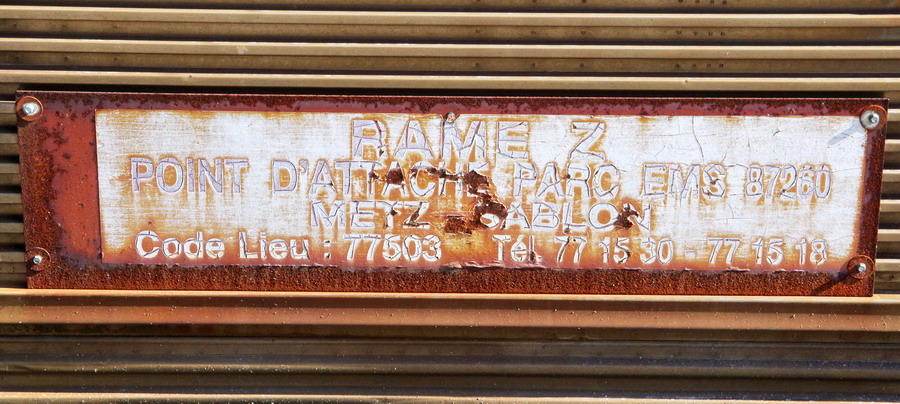 RAME Z
POINT D'ATTACHE PARC EMS 87260
METZ SABLON
Code Lieu : 77503 Tél 77 15 30 - 77 15 18